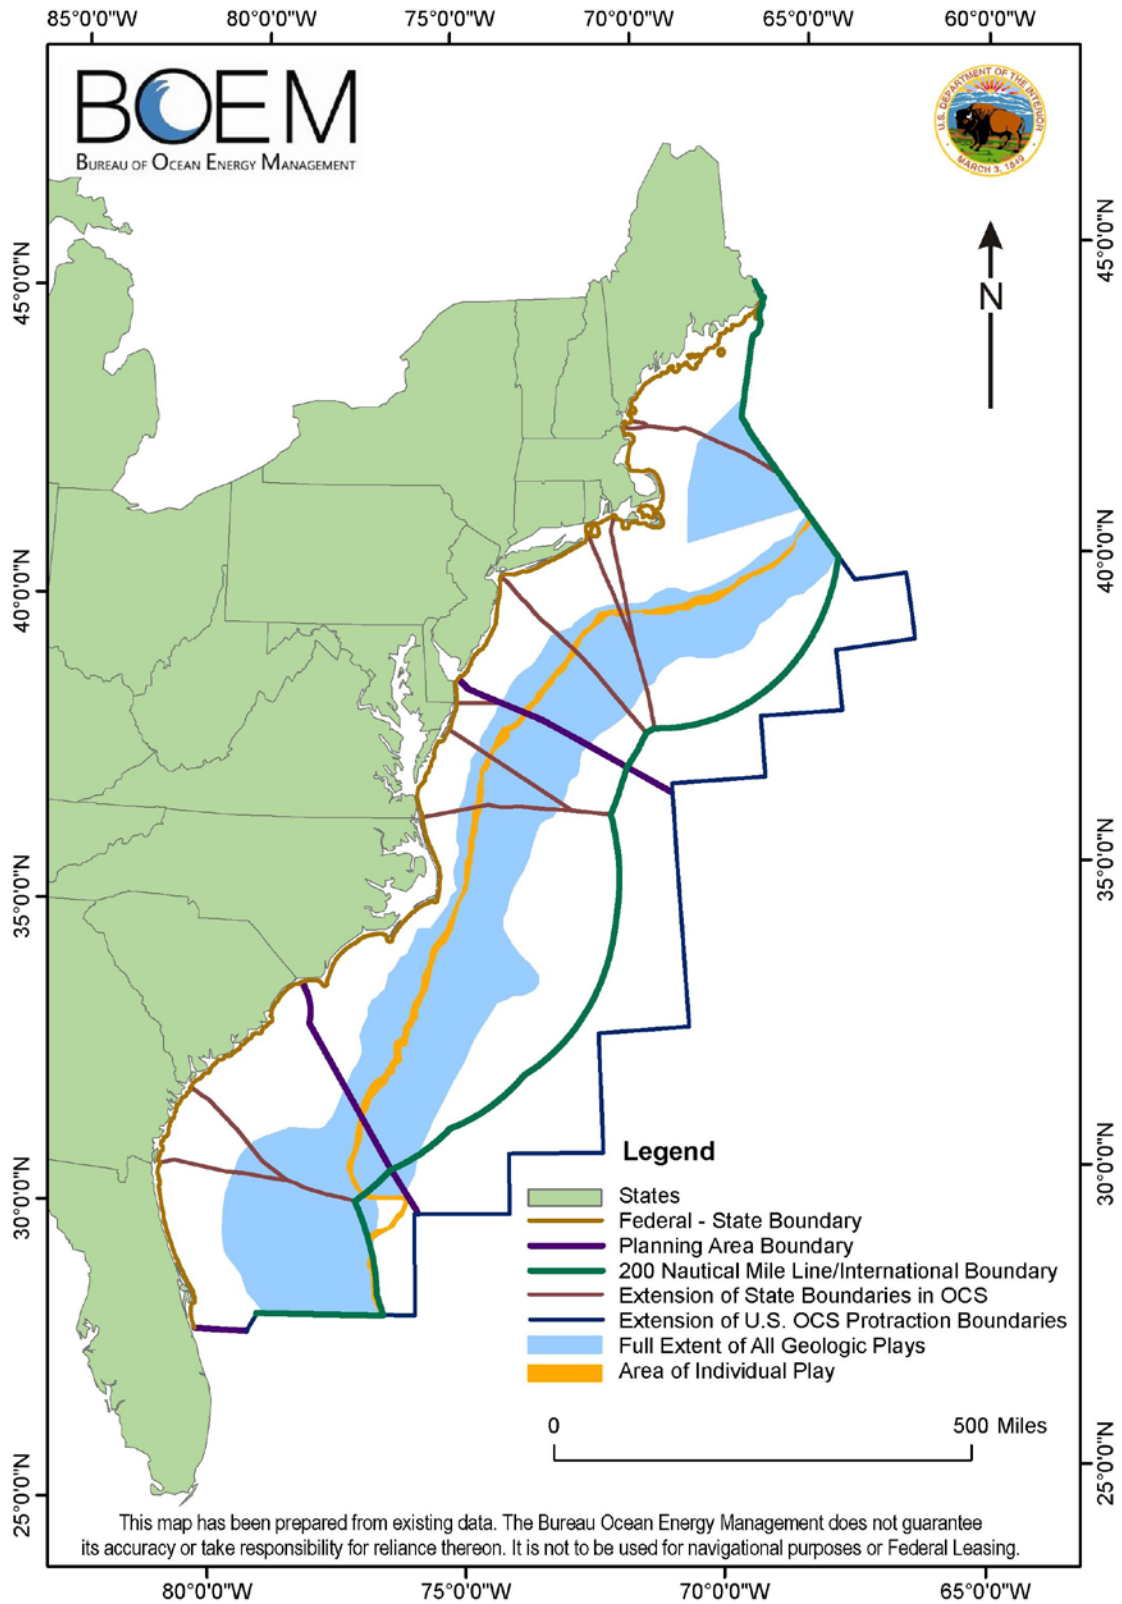 85°0'0"W 80°0'0"W 75°0'0"W 70°0'0"W 65°0'0"W 60°0'0"W
BOEM
BUREAU OF OCEAN ENERGY MANAGEMENT
U.S. DEPARTMENT OF THE INTERIOR
MARCH 3, 1849
N
45°0'0"N
40°0'0"N
35°0'0"N
30°0'0"N
25°0'0"N
45°0'0"N
40°0'0"N
35°0'0"N
30°0'0"N
25°0'0"N
Legend
States
Federal - State Boundary
Planning Area Boundary
200 Nautical Mile Line/International Boundary
Extension of State Boundaries in OCS
Extension of U.S. OCS Protraction Boundaries
Full Extent of All Geologic Plays
Area of Individual Play
0 500 Miles
This map has been prepared from existing data. The Bureau Ocean Energy Management does not guarantee
its accuracy or take responsibility for reliance thereon. It is not to be used for navigational purposes or Federal Leasing.
80°0'0"W 75°0'0"W 70°0'0"W 65°0'0"W